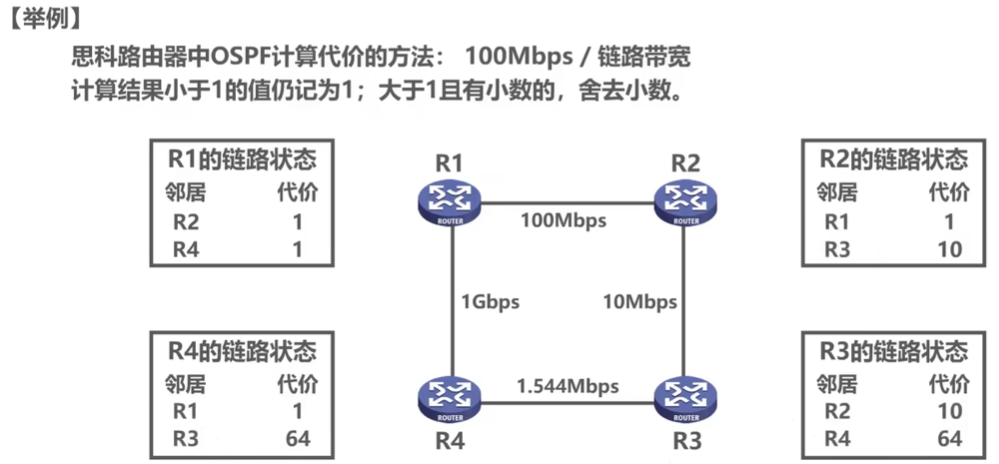 【举例】
思科路由器中OSPF计算代价的方法： 100Mbps / 链路带宽
计算结果小于1的值仍记为1；大于1且有小数的，舍去小数。
R1的链路状态
邻居 代价
R2 1
R4 1
R1
ROUTER
R2
ROUTER
100Mbps
R2的链路状态
邻居 代价
R1 1
R3 10
1Gbps
10Mbps
R4的链路状态
邻居 代价
R1 1
R3 64
1.544Mbps
ROUTER
R4
ROUTER
R3
R3的链路状态
邻居 代价
R2 10
R4 64